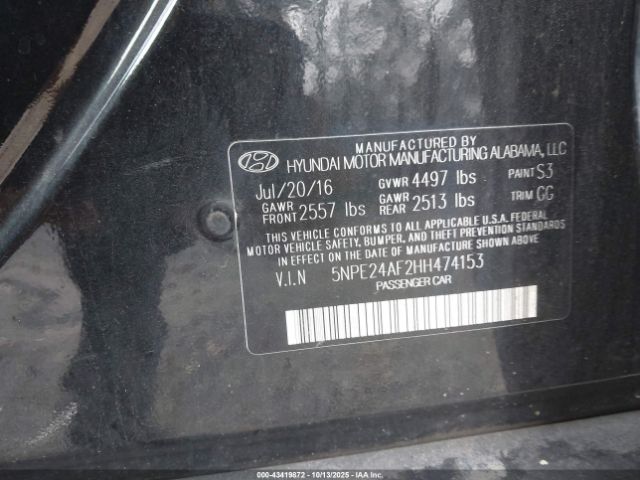 MANUFACTURED BY
HYUNDAI MOTOR MANUFACTURING ALABAMA, LLC
Jul/20/16 GVWR 4497 lbs PAINT S3
GAWR FRONT 2557 lbs GAWR REAR 2513 lbs TRIM GG
THIS VEHICLE CONFORMS TO ALL APPLICABLE U.S.A. FEDERAL
MOTOR VEHICLE SAFETY, BUMPER, AND THEFT PREVENTION STANDARDS
IN EFFECT ON THE DATE OF MANUFACTURE SHOWN ABOVE.
V.I.N 5NPE24AF2HH474153
PASSENGER CAR
000-43419872 | 10/13/2025 | IAAI.COM